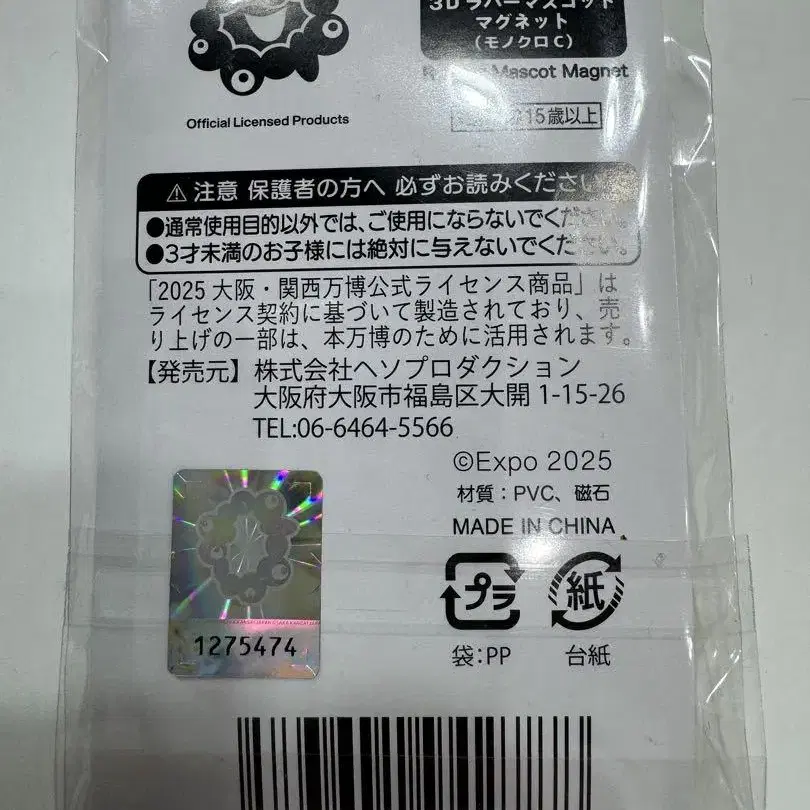 3Dラバーマスコット
マグネット
(モノクロC)
Mascot Magnet
Official Licensed Products
15歳以上
⚠ 注意 保護者の方へ 必ずお読みください
●通常使用目的以外では、ご使用にならないでください。
●3才未満のお子様には絶対に与えないでください。
「2025 大阪・関西万博公式ライセンス商品」は
ライセンス契約に基づいて製造されており、売
り上げの一部は、本万博のために活用されます。
【発売元】株式会社ヘソプロダクション
大阪府大阪市福島区大開 1-15-26
TEL:06-6464-5566
©Expo 2025
材質:PVC、磁石
MADE IN CHINA
プラ
紙
袋:PP
台紙
1275474